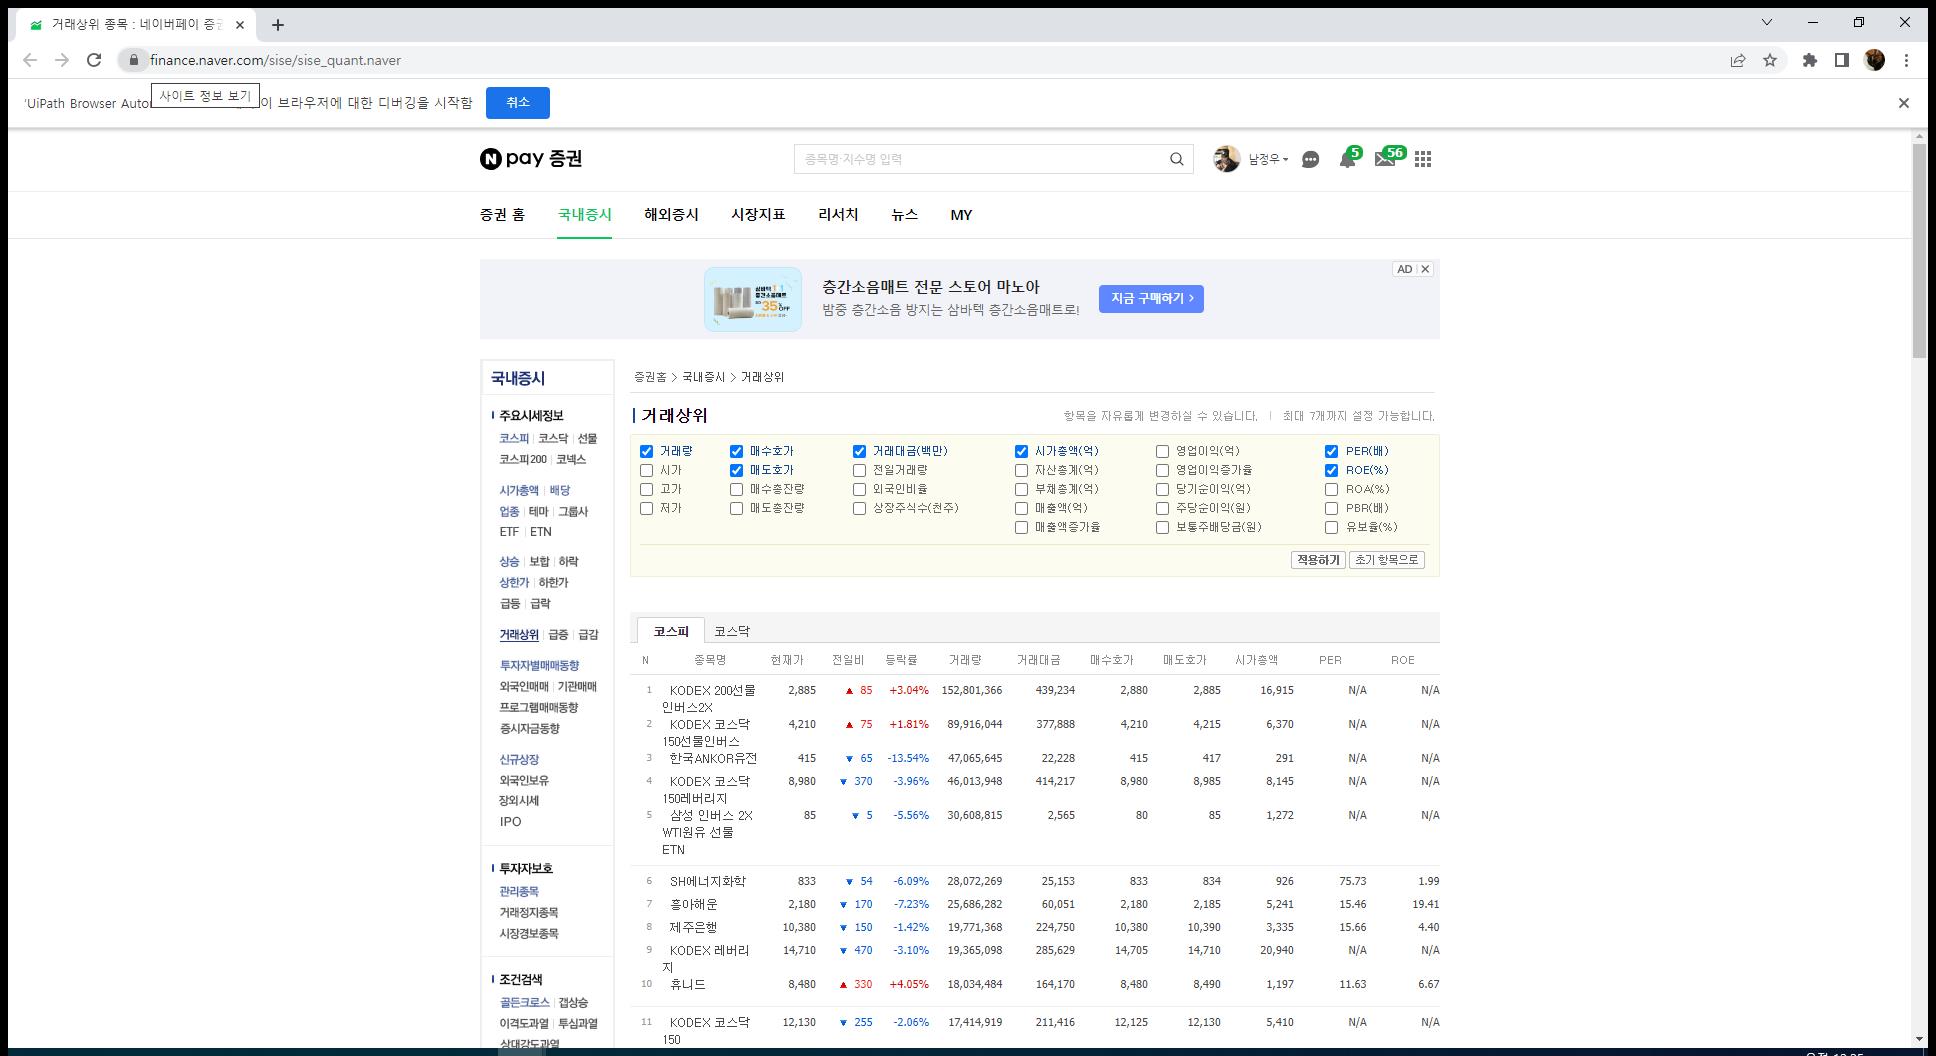 거래상위 종목 : 네이버페이 증권
finance.naver.com/sise/sise_quant.naver
사이트 정보 보기
'UiPath Browser Autom 이 브라우저에 대한 디버깅을 시작함 취소
N pay 증권
종목명·지수명 입력
남정우
5
56
증권 홈 국내증시 해외증시 시장지표 리서치 뉴스 MY
삼바텍 1+1
층간소음매트
35% OFF
층간소음매트 전문 스토어 마노아
밤중 층간소음 방지는 삼바텍 층간소음매트로!
지금 구매하기 >
AD
국내증시
주요시세정보
코스피 코스닥 선물
코스피200 코넥스
시가총액 배당
업종 테마 그룹사
ETF ETN
상승 보합 하락
상한가 하한가
급등 급락
거래상위 급증 급감
투자자별매매동향
외국인매매 기관매매
프로그램매매동향
증시자금동향
신규상장
외국인보유
장외시세
IPO
투자자보호
관리종목
거래정지종목
시장경보종목
조건검색
골든크로스 갭상승
이격도과열 투심과열
상대강도과열
증권홈 > 국내증시 > 거래상위
거래상위
항목을 자유롭게 변경하실 수 있습니다. 최대 7개까지 설정 가능합니다.
거래량 매수호가 거래대금(백만) 시가총액(억) 영업이익(억) PER(배)
시가 매도호가 전일거래량 자산총계(억) 영업이익증가율 ROE(%)
고가 매수총잔량 외국인비율 부채총계(억) 당기순이익(억) ROA(%)
저가 매도총잔량 상장주식수(천주) 매출액(억) 주당순이익(원) PBR(배)
매출액증가율 보통주배당금(원) 유보율(%)
적용하기 초기 항목으로
코스피 코스닥
N 종목명 현재가 전일비 등락률 거래량 거래대금 매수호가 매도호가 시가총액 PER ROE
1 KODEX 200선물 2,885 ▲ 85 +3.04% 152,801,366 439,234 2,880 2,885 16,915 N/A N/A
인버스2X
2 KODEX 코스닥 4,210 ▲ 75 +1.81% 89,916,044 377,888 4,210 4,215 6,370 N/A N/A
150선물인버스
3 한국ANKOR유전 415 ▼ 65 -13.54% 47,065,645 22,228 415 417 291 N/A N/A
4 KODEX 코스닥 8,980 ▼ 370 -3.96% 46,013,948 414,217 8,980 8,985 8,145 N/A N/A
150레버리지
5 삼성 인버스 2X 85 ▼ 5 -5.56% 30,608,815 2,565 80 85 1,272 N/A N/A
WTI원유 선물
ETN
6 SH에너지화학 833 ▼ 54 -6.09% 28,072,269 25,153 833 834 926 75.73 1.99
7 흥아해운 2,180 ▼ 170 -7.23% 25,686,282 60,051 2,180 2,185 5,241 15.46 19.41
8 제주은행 10,380 ▼ 150 -1.42% 19,771,368 224,750 10,380 10,390 3,335 15.66 4.40
9 KODEX 레버리 14,710 ▼ 470 -3.10% 19,365,098 285,629 14,705 14,710 20,940 N/A N/A
지
10 휴니드 8,480 ▲ 330 +4.05% 18,034,484 164,170 8,480 8,490 1,197 11.63 6.67
11 KODEX 코스닥 12,130 ▼ 255 -2.06% 17,414,919 211,416 12,125 12,130 5,410 N/A N/A
150